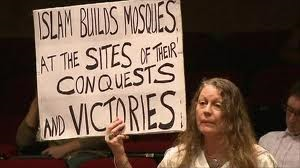 ISLAM BUILDS MOSQUES
AT THE SITES OF THEIR
CONQUESTS
AND VICTORIES